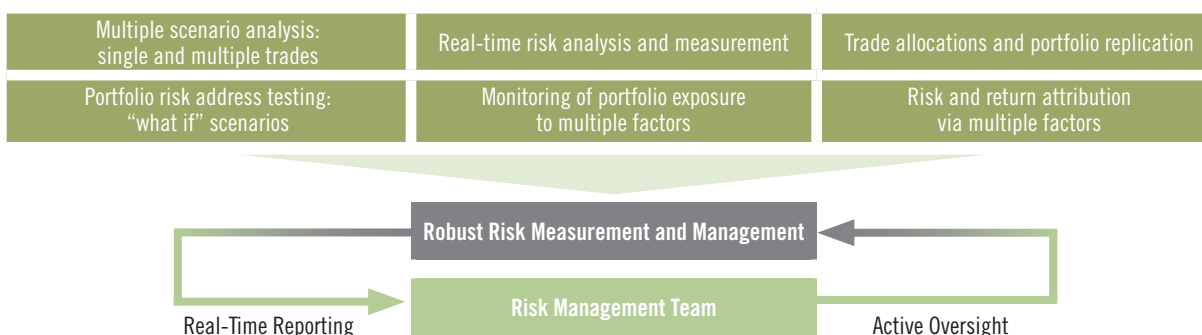 Multiple scenario analysis:
single and multiple trades
Real-time risk analysis and measurement
Trade allocations and portfolio replication
Portfolio risk address testing:
“what if” scenarios
Monitoring of portfolio exposure
to multiple factors
Risk and return attribution
via multiple factors
Robust Risk Measurement and Management
Risk Management Team
Real-Time Reporting
Active Oversight